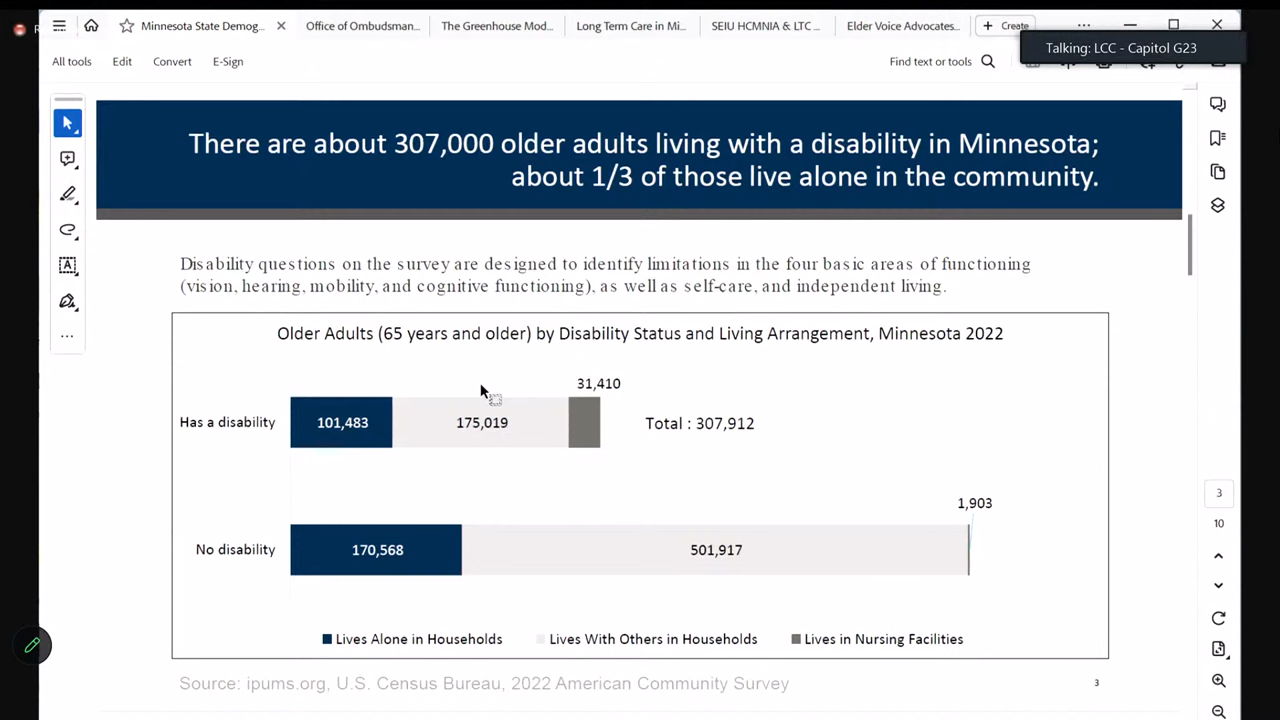 Minnesota State Demog...
Office of Ombudsman...
The Greenhouse Mod...
Long Term Care in Mi...
SEIU HCMNIA & LTC ...
Elder Voice Advocates...
Create
Talking: LCC - Capitol G23
All tools
Edit
Convert
E-Sign
Find text or tools
There are about 307,000 older adults living with a disability in Minnesota;
about 1/3 of those live alone in the community.
Disability questions on the survey are designed to identify limitations in the four basic areas of functioning
(vision, hearing, mobility, and cognitive functioning), as well as self-care, and independent living.
Older Adults (65 years and older) by Disability Status and Living Arrangement, Minnesota 2022
31,410
Has a disability
101,483
175,019
Total : 307,912
1,903
No disability
170,568
501,917
Lives Alone in Households
Lives With Others in Households
Lives in Nursing Facilities
Source: ipums.org, U.S. Census Bureau, 2022 American Community Survey
3
3
10